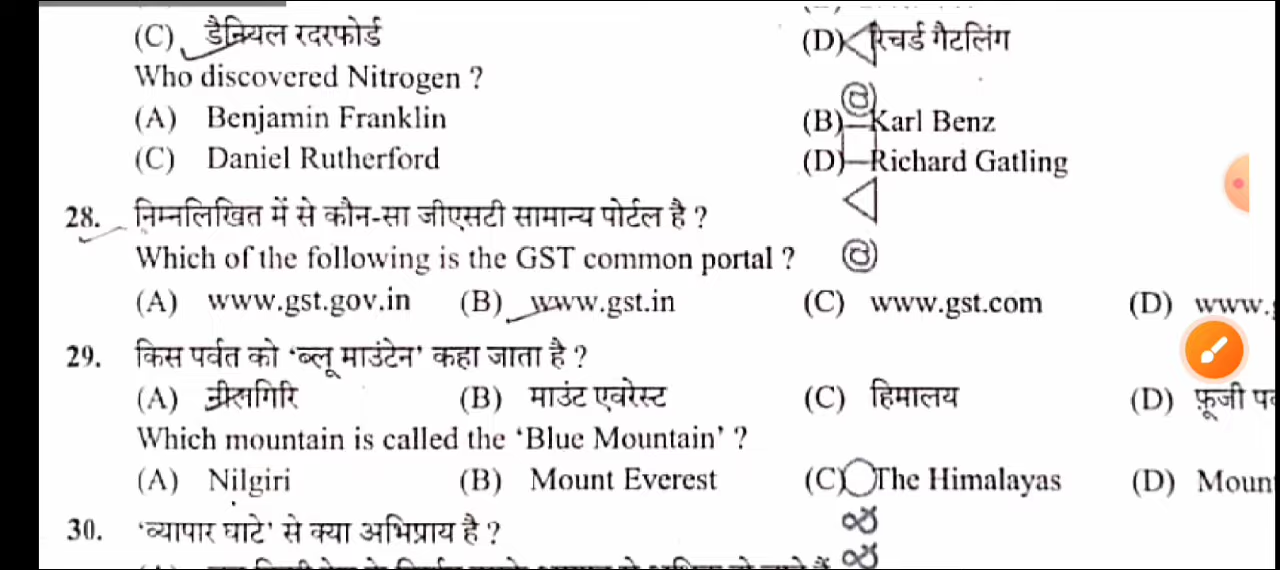 (C) डैनियल रदरफोर्ड (D) रिचर्ड गैटलिंग
Who discovered Nitrogen ?
(A) Benjamin Franklin (B) Karl Benz
(C) Daniel Rutherford (D) Richard Gatling
28. निम्नलिखित में से कौन-सा जीएसटी सामान्य पोर्टल है ?
Which of the following is the GST common portal ?
(A) www.gst.gov.in (B) www.gst.in (C) www.gst.com (D) www.
29. किस पर्वत को ‘ब्लू माउंटेन’ कहा जाता है ?
(A) नीलगिरि (B) माउंट एवरेस्ट (C) हिमालय (D) फ़ूजी
Which mountain is called the ‘Blue Mountain’ ?
(A) Nilgiri (B) Mount Everest (C) The Himalayas (D) Moun
30. ‘व्यापार घाटे’ से क्या अभिप्राय है ?